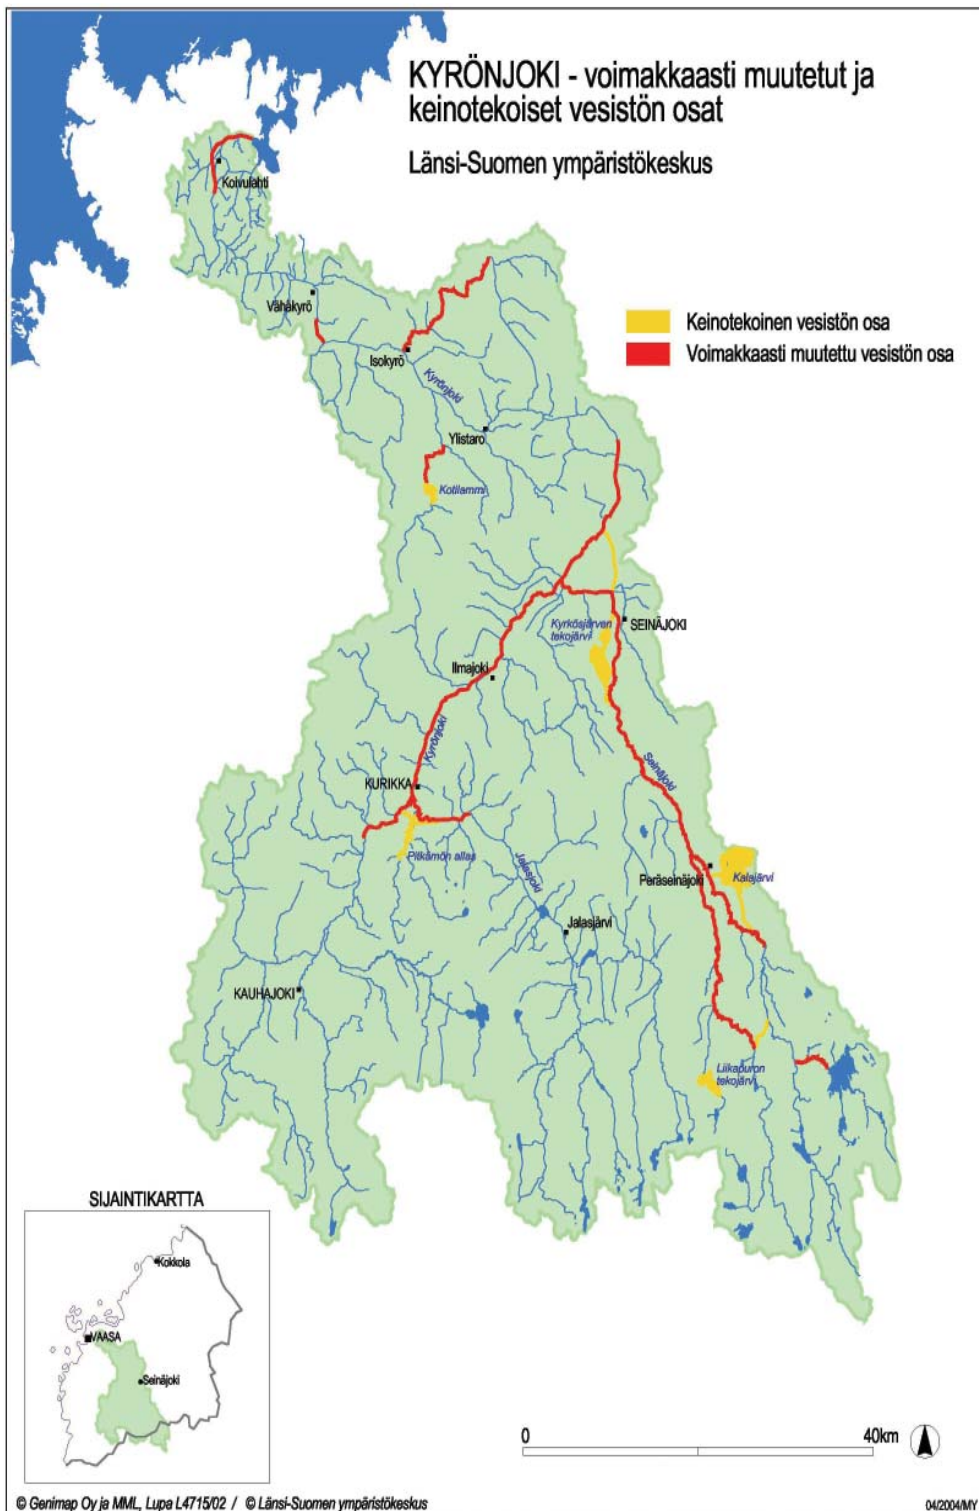 KYRÖNJOKI - voimakkaasti muutetut ja
keinotekoiset vesistön osat
Länsi-Suomen ympäristökeskus
Koivulahti
Vähäkyrö
Keinotekoinen vesistön osa
Voimakkaasti muutettu vesistön osa
Isokyrö
Kyrönjoki
Ylistaro
Kotilammi
Kyrkösjärven
tekojärvi
SEINÄJOKI
Ilmajoki
Kyrönjoki
Seinäjoki
KURIKKA
Pitkämön allas
Jalasjoki
Peräseinäjoki
Kalajärvi
Jalasjärvi
KAUHAJOKI
Liikapuron
tekojärvi
SIJAINTIKARTTA
Kokkola
VAASA
Seinäjoki
0 40km
© Genimap Oy ja MML, Lupa L4715/02 / © Länsi-Suomen ympäristökeskus
04/2004/MY